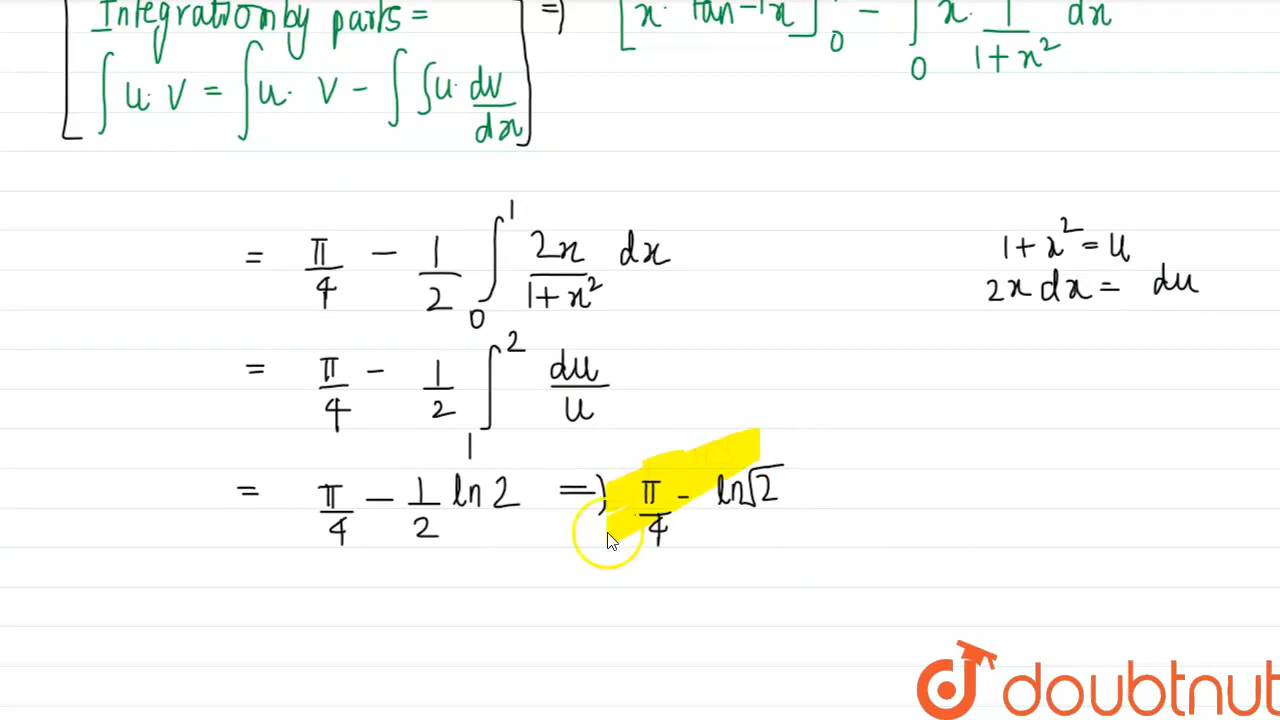 Integration by parts =
∫ u. v = ∫ u. v - ∫ ∫u. dv/dx
=) [x. tan-1x]₀ - ∫₀ x. 1/1+x² dx
= π/4 - 1/2 ∫₀¹ 2x/1+x² dx
1+x² = u
2x dx = du
= π/4 - 1/2 ∫₁² du/u
= π/4 - 1/2 ln 2 =) π/4 - ln√2
doubtnut